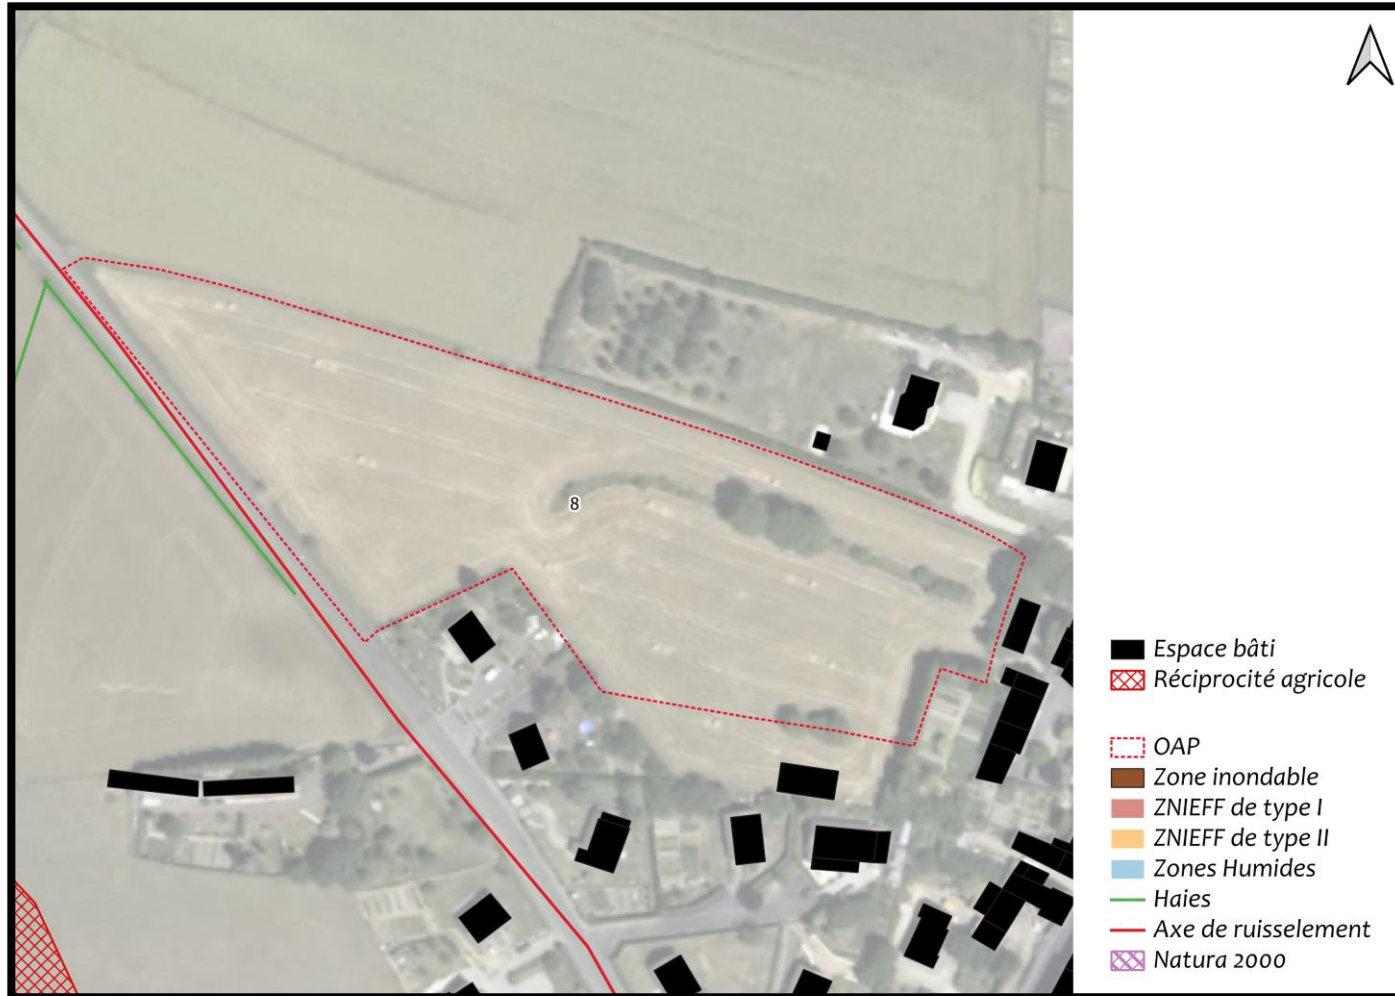 8
Espace bâti
Réciprocité agricole
OAP
Zone inondable
ZNIEFF de type I
ZNIEFF de type II
Zones Humides
Haies
Axe de ruisselement
Natura 2000